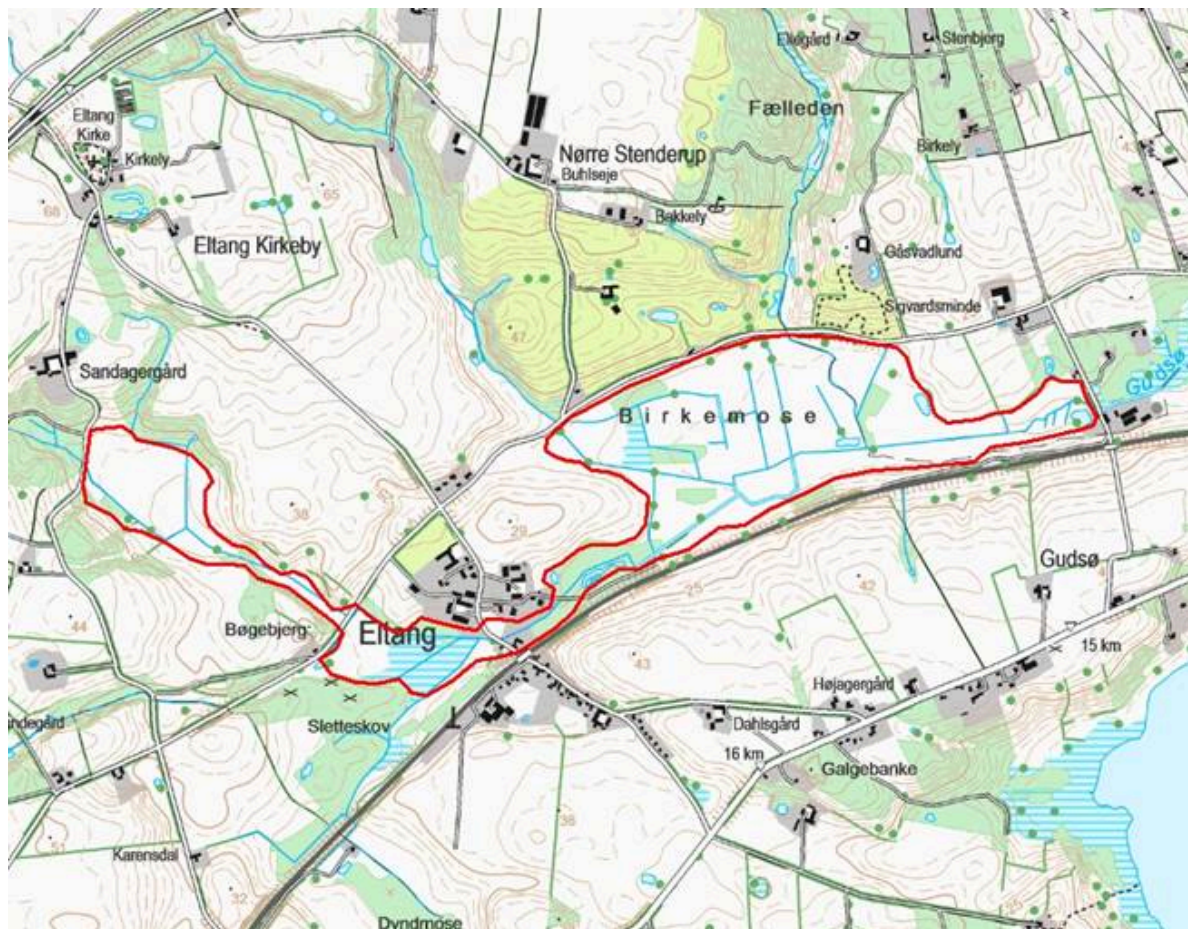 Ellegård
Stenbjerg
Fælleden
Eltang
Kirke
Kirkely
Nørre Stenderup
Buhlseje
Birkely
68
65
Bakkely
Eltang Kirkeby
Gåsvadlund
Sigvardsminde
47
Sandagergård
Gudsø
Birkemose
52
38
29
25
42
Gudsø
44
Bøgebjerg
Eltang
43
15 km
Højagergård
Sletteskov
Dahlsgård
16 km
Galgebanke
38
51
Karensdal
32
Dyndmose